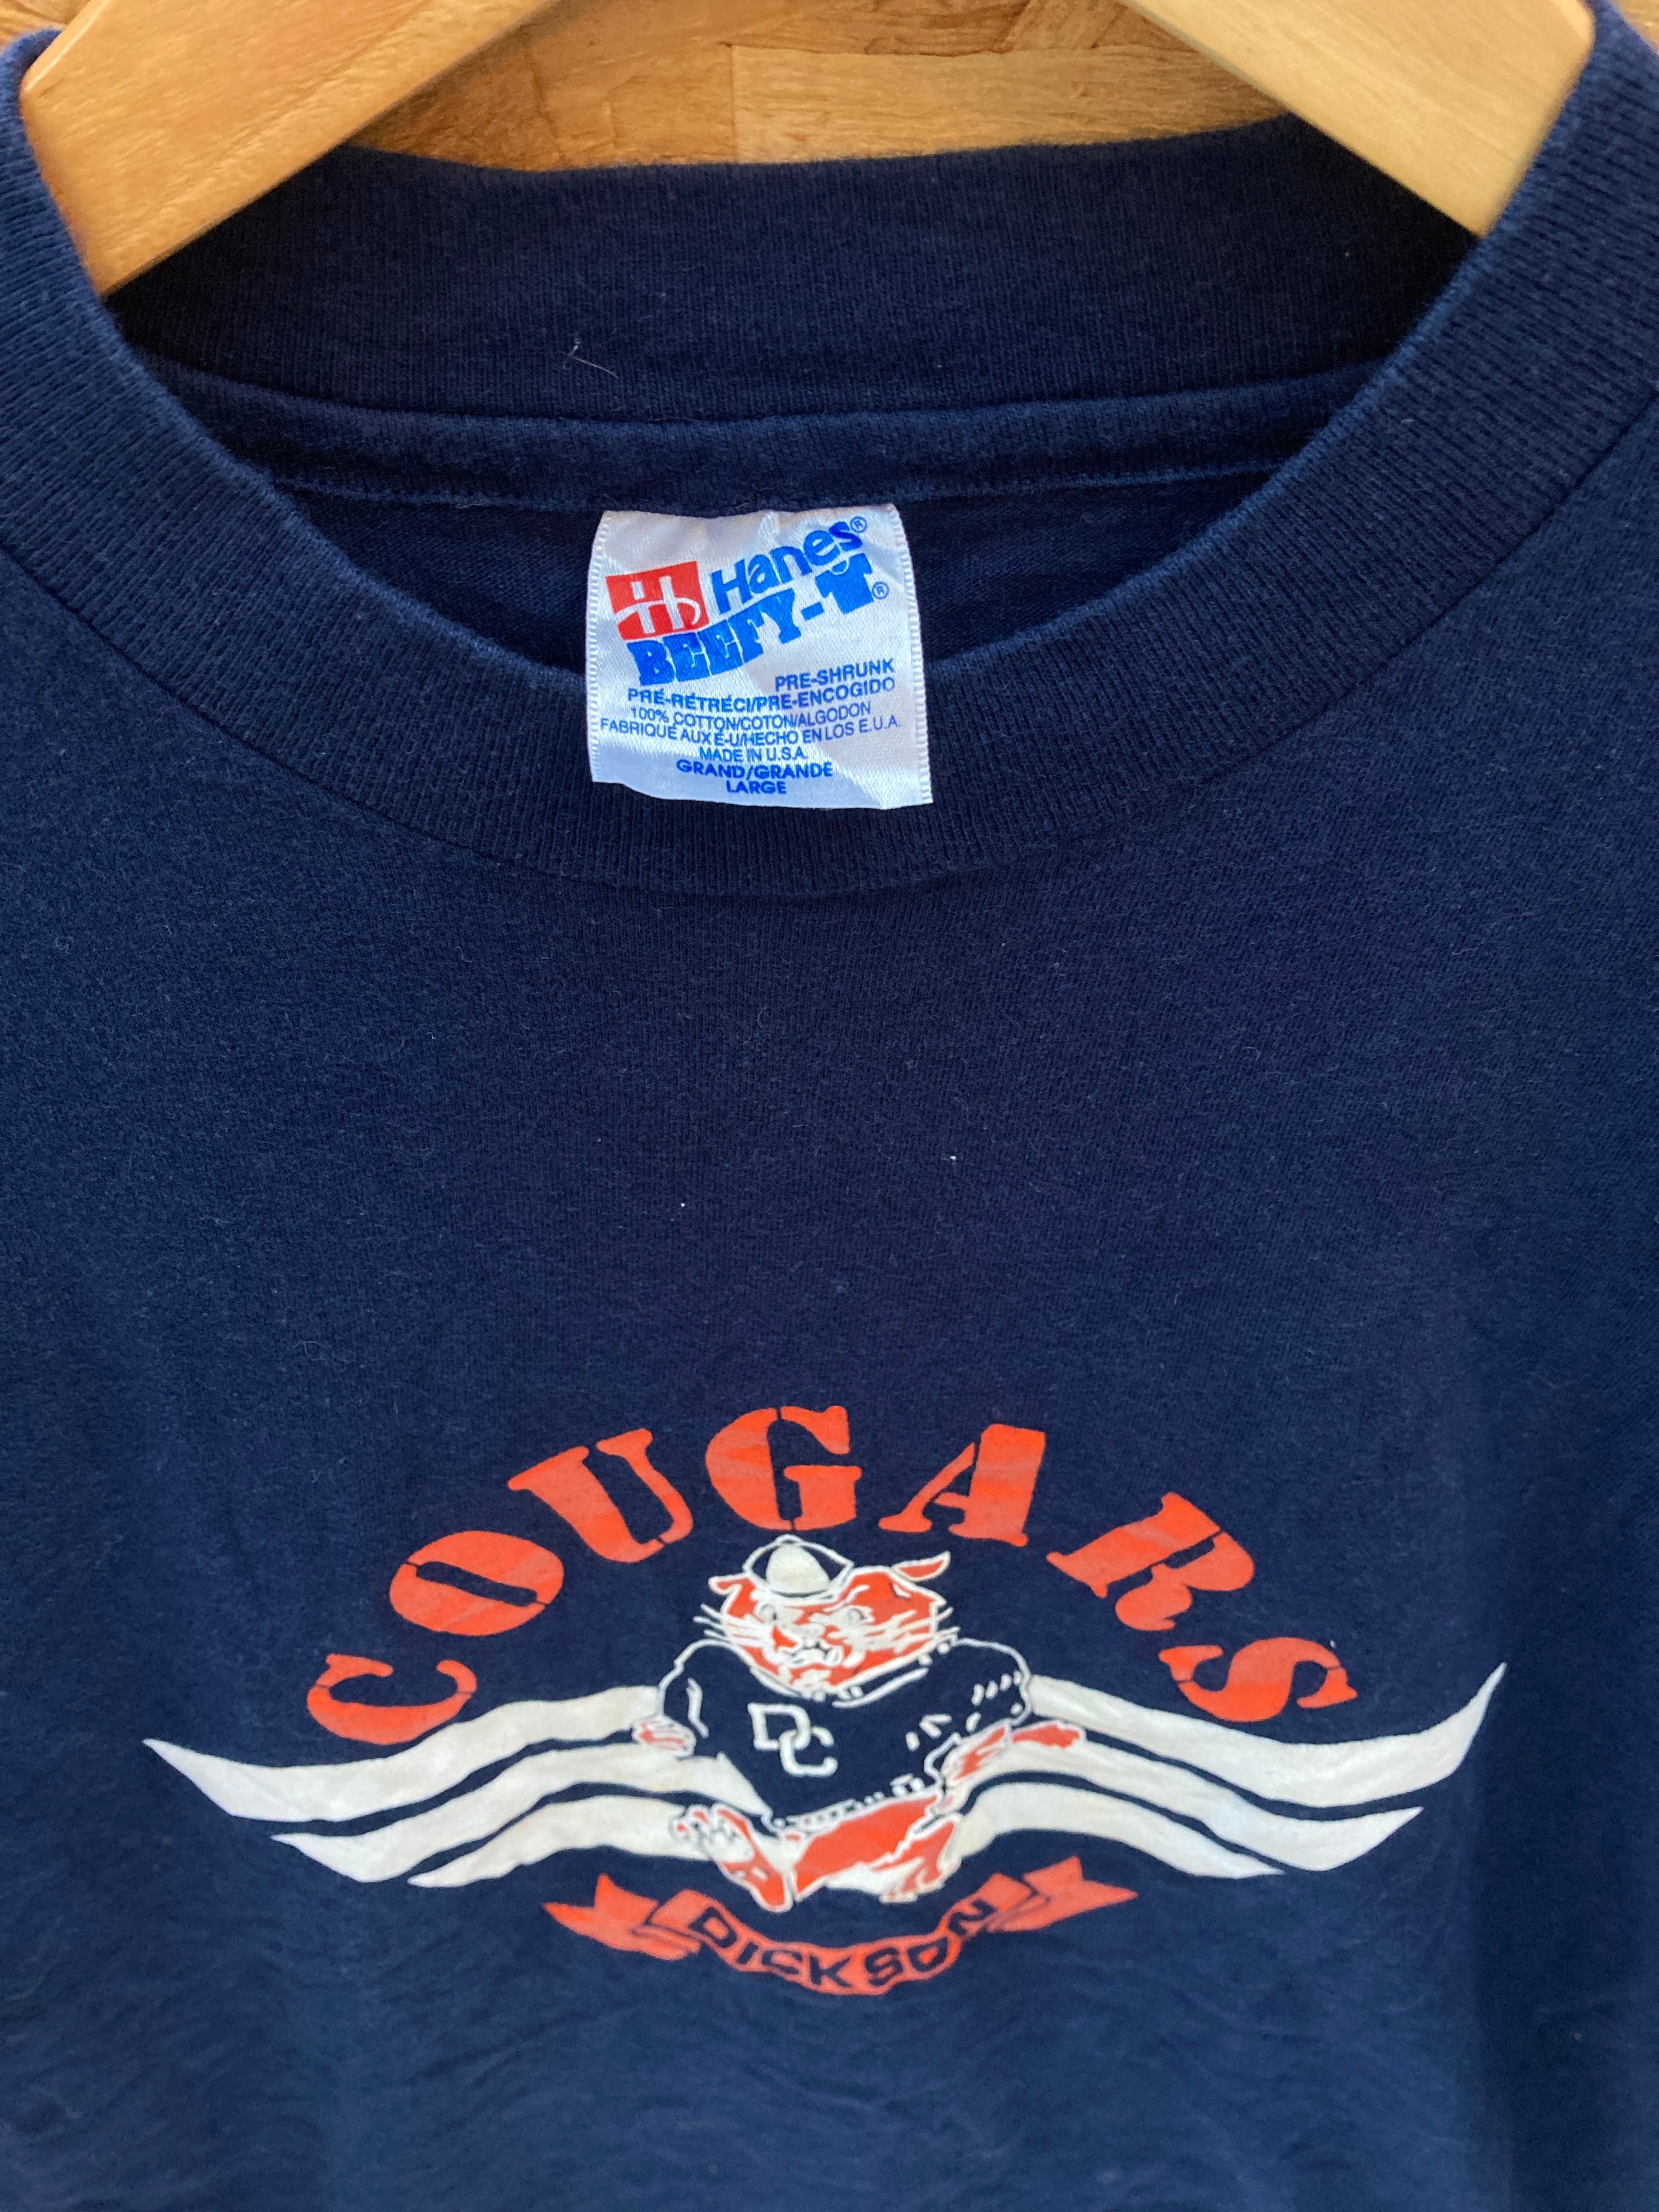 Hanes®
BEEFY-T®
PRE-SHRUNK
PRÉ-RÉTRÉCI/PRE-ENCOGIDO
100% COTTON/COTON/ALGODON
FABRIQUÉ AUX É-U/HECHO EN LOS E.U.A.
MADE IN U.S.A.
GRAND/GRANDE
LARGE
COUGARS
DC
DICKSON